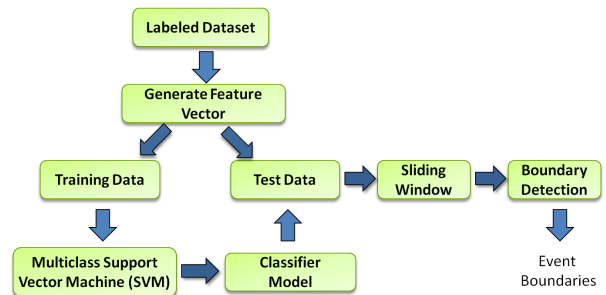 Labeled Dataset
Generate Feature
Vector
Training Data
Test Data
Sliding
Window
Boundary
Detection
Multiclass Support
Vector Machine (SVM)
Classifier
Model
Event
Boundaries